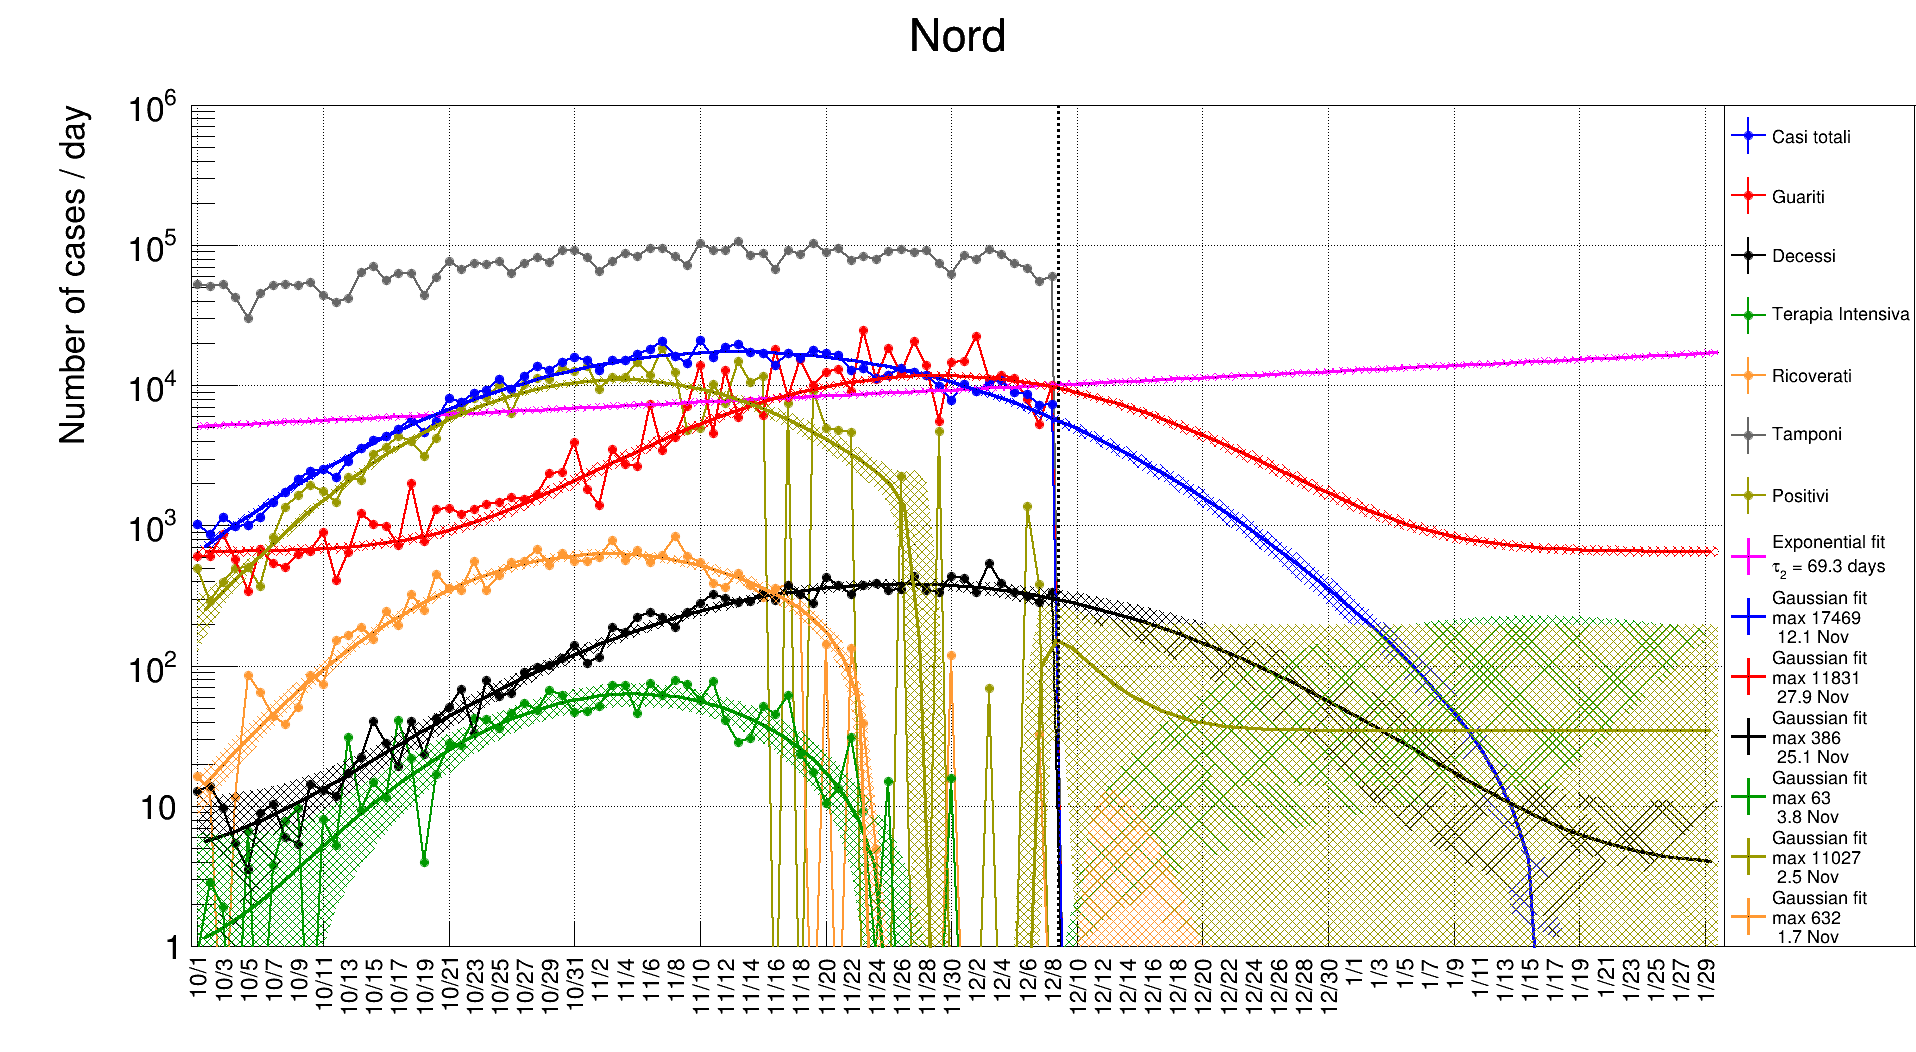 Nord
Number of cases / day
10^6
10^5
10^4
10^3
10^2
10
1
10/1
10/3
10/5
10/7
10/9
10/11
10/13
10/15
10/17
10/19
10/21
10/23
10/25
10/27
10/29
10/31
11/2
11/4
11/6
11/8
11/10
11/12
11/14
11/16
11/18
11/20
11/22
11/24
11/26
11/28
11/30
12/2
12/4
12/6
12/8
12/10
12/12
12/14
12/16
12/18
12/20
12/22
12/24
12/26
12/28
12/30
1/1
1/3
1/5
1/7
1/9
1/11
1/13
1/15
1/17
1/19
1/21
1/23
1/25
1/27
1/29
Casi totali
Guariti
Decessi
Terapia Intensiva
Ricoverati
Tamponi
Positivi
Exponential fit
τ2 = 69.3 days
Gaussian fit
max 17469
12.1 Nov
Gaussian fit
max 11831
27.9 Nov
Gaussian fit
max 386
25.1 Nov
Gaussian fit
max 63
3.8 Nov
Gaussian fit
max 11027
2.5 Nov
Gaussian fit
max 632
1.7 Nov